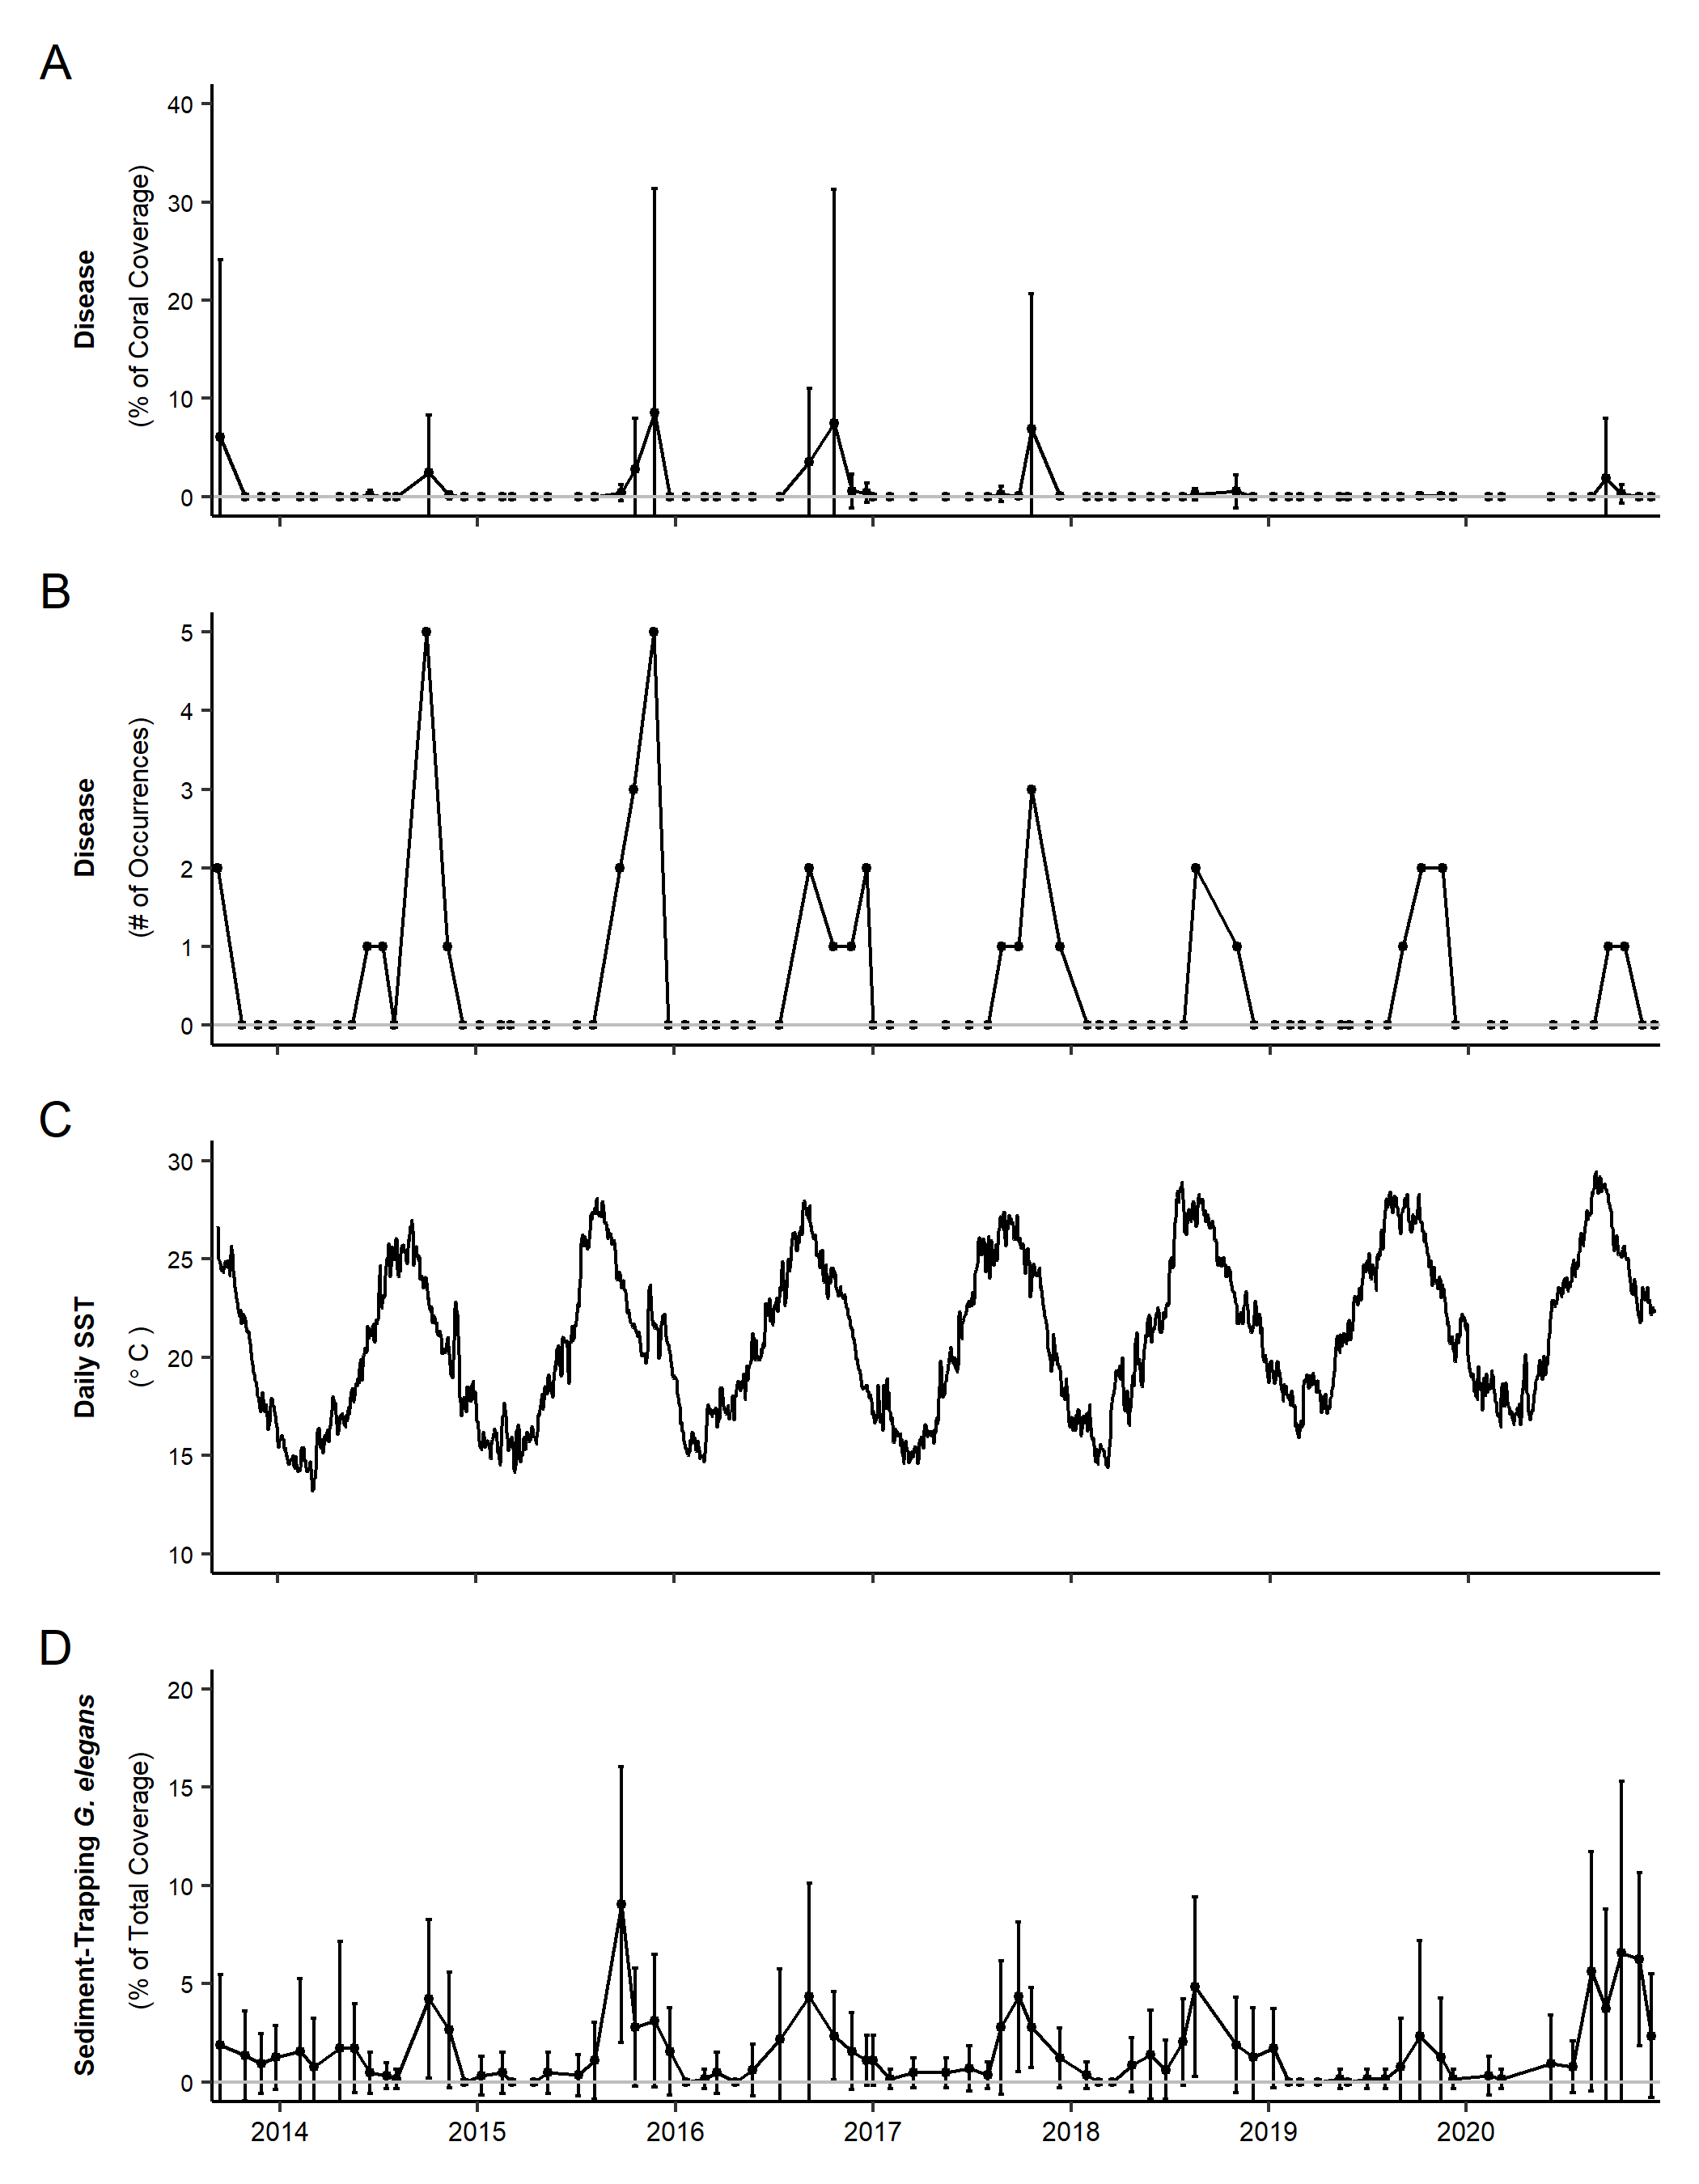 A
Disease
(% of Coral Coverage)
40
30
20
10
0
B
Disease
(# of Occurrences)
5
4
3
2
1
0
C
Daily SST
(° C )
30
25
20
15
10
D
Sediment-Trapping G. elegans
(% of Total Coverage)
20
15
10
5
0
2014 2015 2016 2017 2018 2019 2020